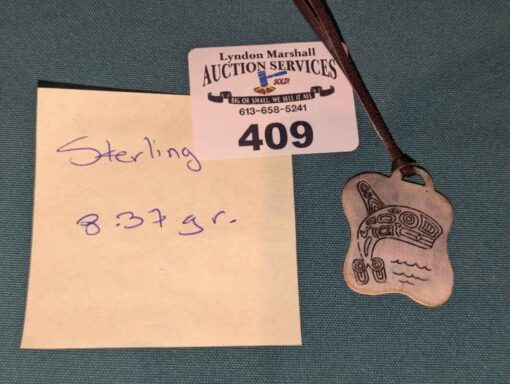 Lyndon Marshall
AUCTION SERVICES
SOLD!
BIG OR SMALL, WE SELL IT ALL
613-658-5241
409
Sterling
8.37 gr.